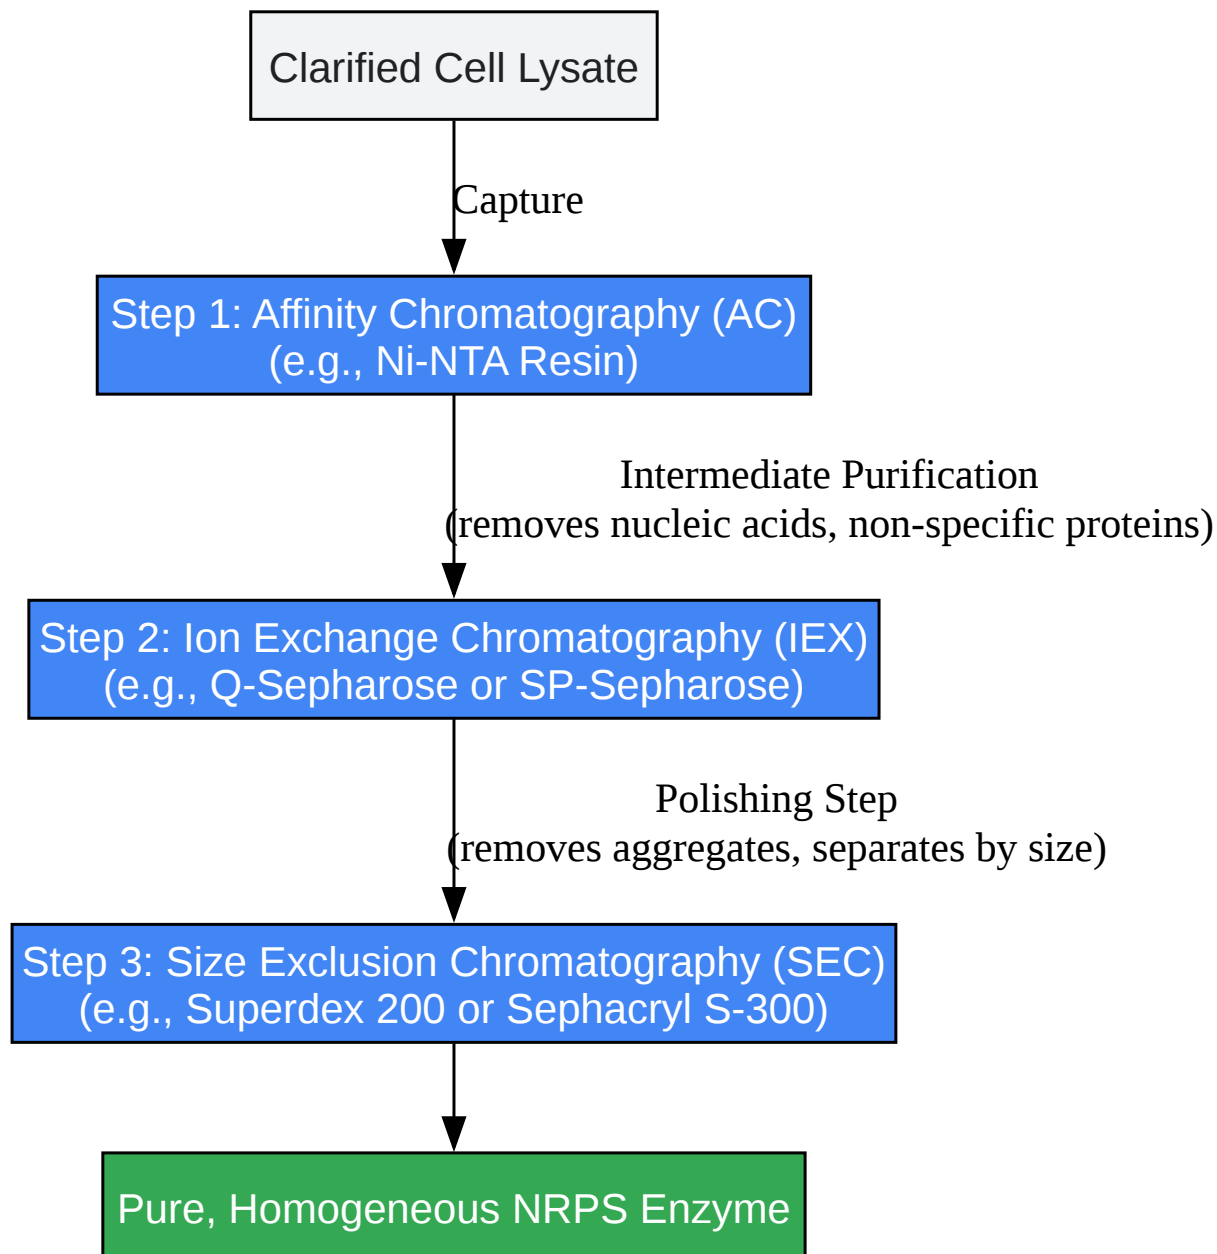 Clarified Cell Lysate
Capture
Step 1: Affinity Chromatography (AC)
(e.g., Ni-NTA Resin)
Intermediate Purification
(removes nucleic acids, non-specific proteins)
Step 2: Ion Exchange Chromatography (IEX)
(e.g., Q-Sepharose or SP-Sepharose)
Polishing Step
(removes aggregates, separates by size)
Step 3: Size Exclusion Chromatography (SEC)
(e.g., Superdex 200 or Sephacryl S-300)
Pure, Homogeneous NRPS Enzyme